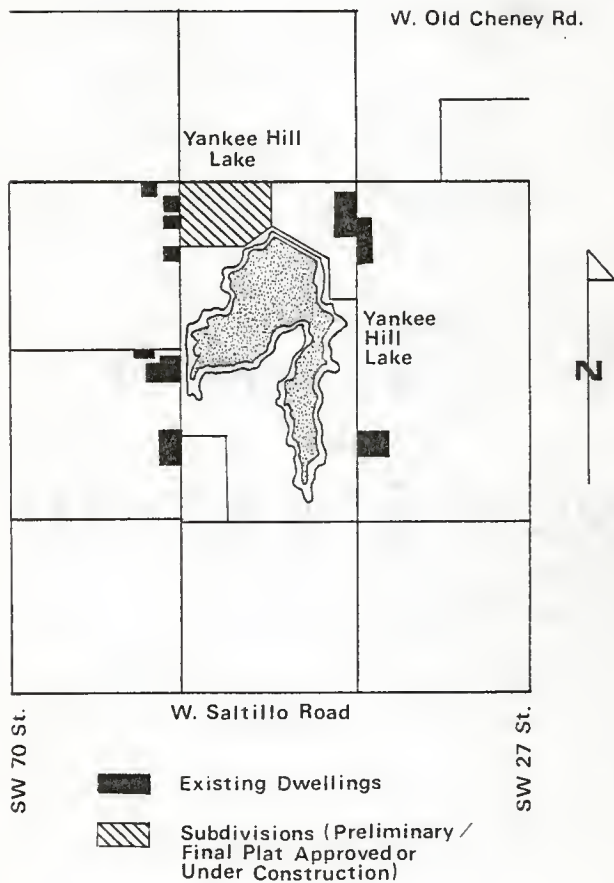 W. Old Cheney Rd.
Yankee Hill
Lake
Yankee
Hill
Lake
N
W. Saltillo Road
SW 70 St.
SW 27 St.
Existing Dwellings
Subdivisions (Preliminary /
Final Plat Approved or
Under Construction)